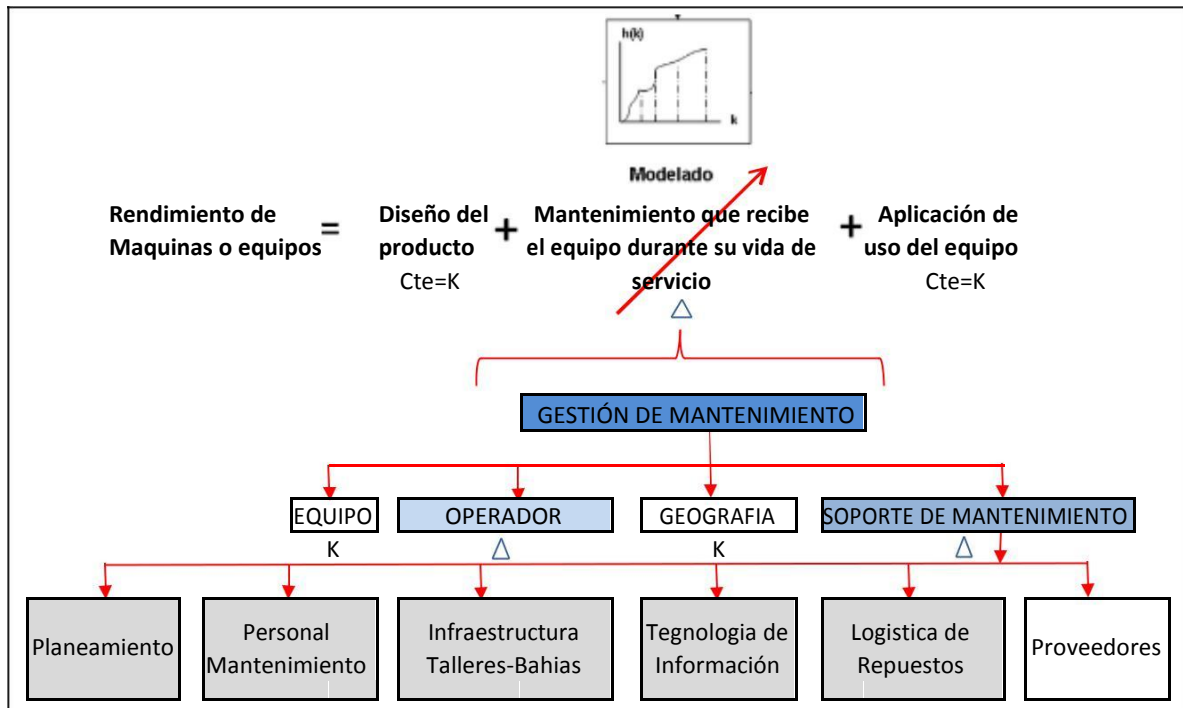 h(k)
k
Modelado
Rendimiento de
Maquinas o equipos
=
Diseño del
producto
Cte=K
+
Mantenimiento que recibe
el equipo durante su vida de
servicio
△
+
Aplicación de
uso del equipo
Cte=K
GESTIÓN DE MANTENIMIENTO
EQUIPO
K
OPERADOR
△
GEOGRAFIA
K
SOPORTE DE MANTENIMIENTO
△
Planeamiento
Personal
Mantenimiento
Infraestructura
Talleres-Bahias
Tegnologia de
Información
Logistica de
Repuestos
Proveedores